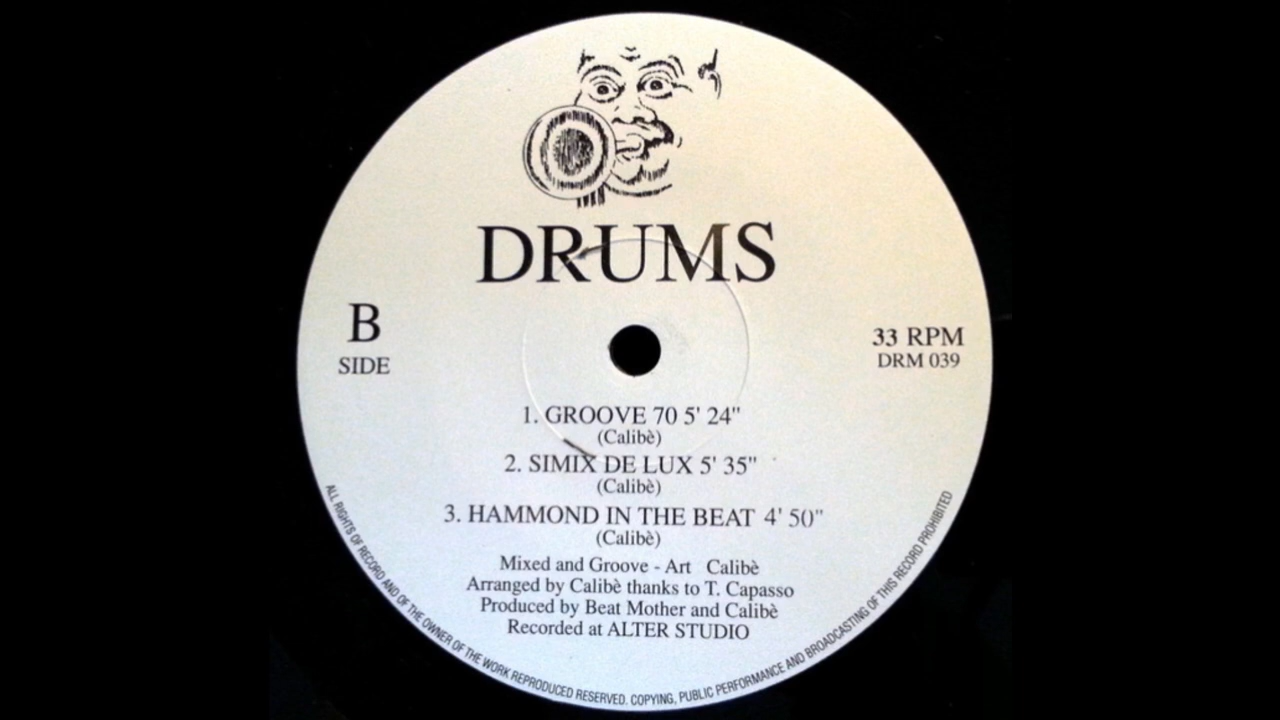 DRUMS
B
SIDE
33 RPM
DRM 039
1. GROOVE 70 5' 24"
(Calibè)
2. SIMIX DE LUX 5' 35"
(Calibè)
3. HAMMOND IN THE BEAT 4' 50"
(Calibè)
Mixed and Groove - Art Calibè
Arranged by Calibè thanks to T. Capasso
Produced by Beat Mother and Calibè
Recorded at ALTER STUDIO
ALL RIGHTS OF RECORD AND OF THE OWNER OF THE WORK REPRODUCED RESERVED. COPYING, PUBLIC PERFORMANCE AND BROADCASTING OF THIS RECORD PROHIBITED